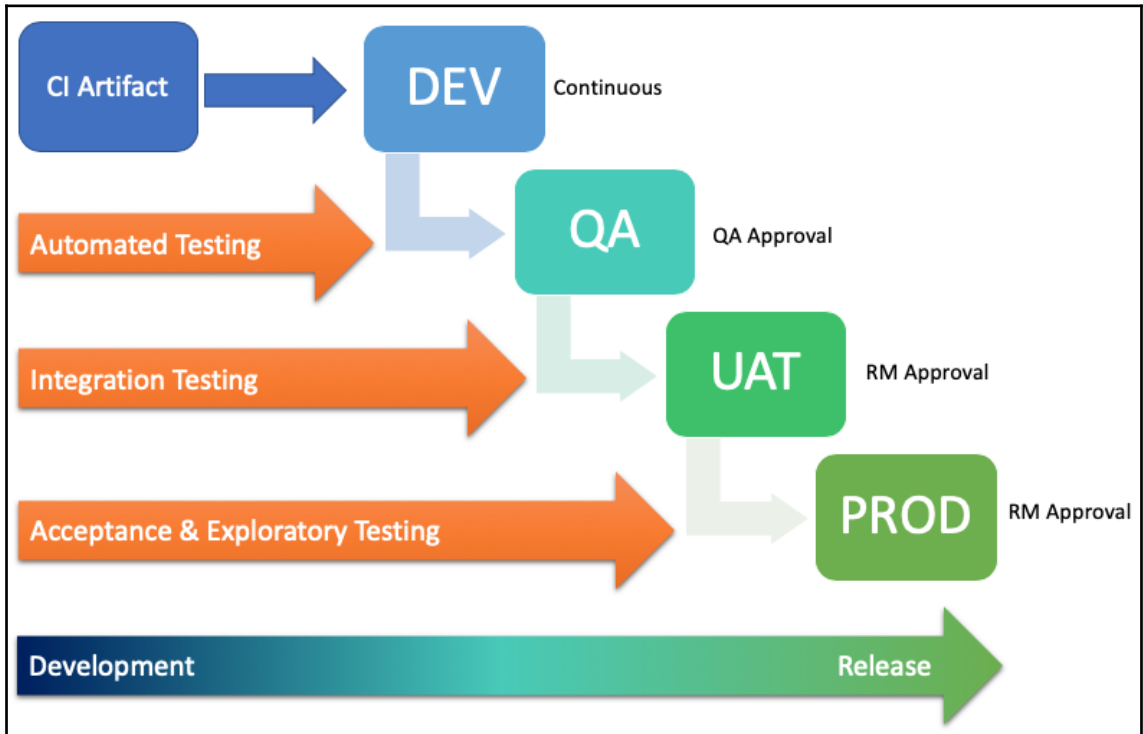 CI Artifact
DEV
Continuous
Automated Testing
QA
QA Approval
Integration Testing
UAT
RM Approval
Acceptance & Exploratory Testing
PROD
RM Approval
Development
Release